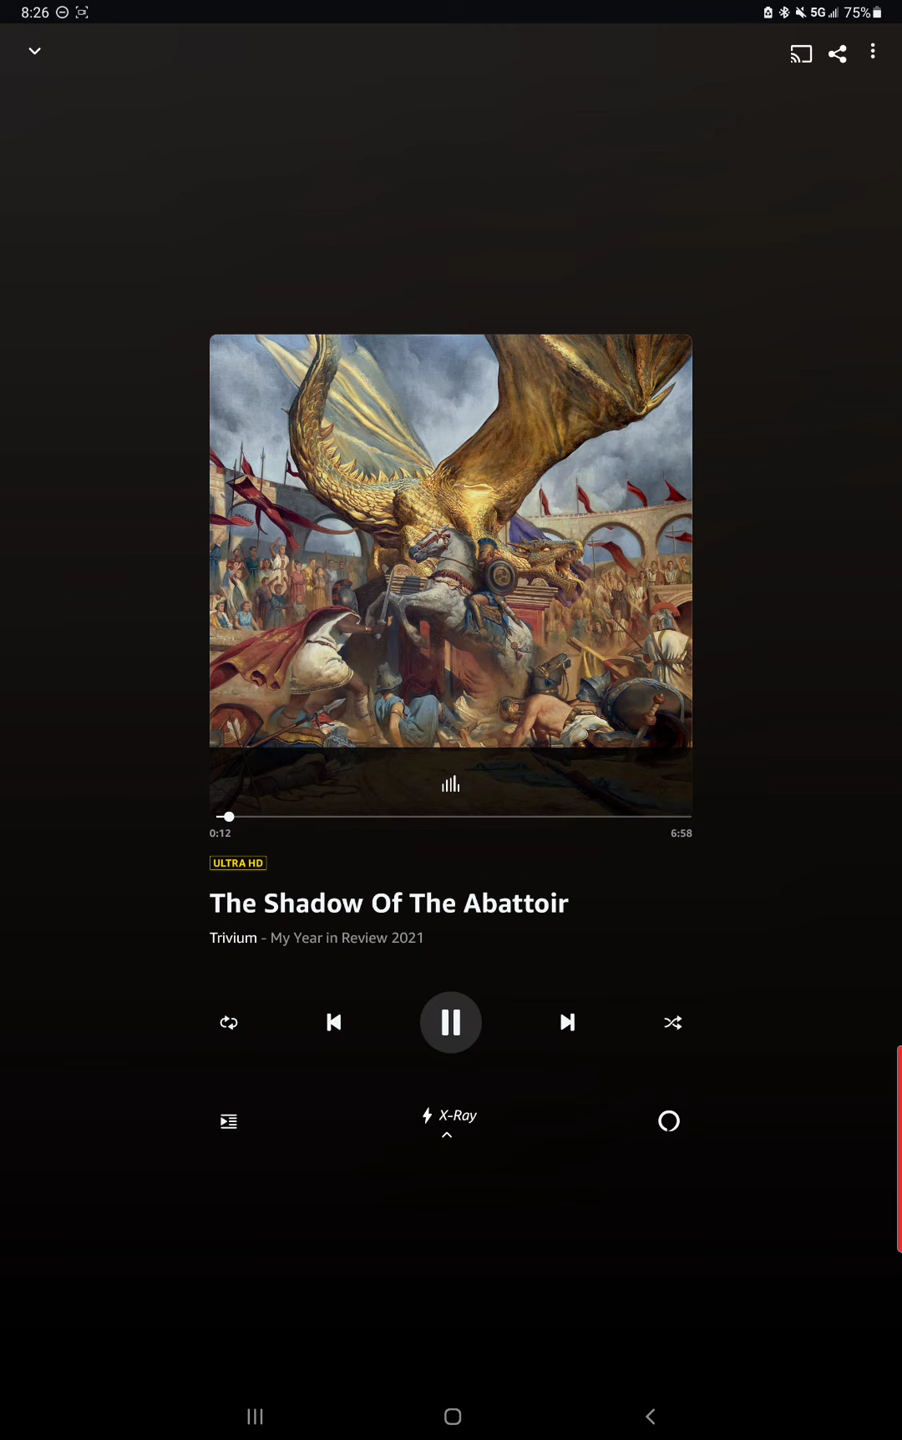 8:26
5G 75%
0:12 6:58
ULTRA HD
The Shadow Of The Abattoir
Trivium - My Year in Review 2021
X-Ray